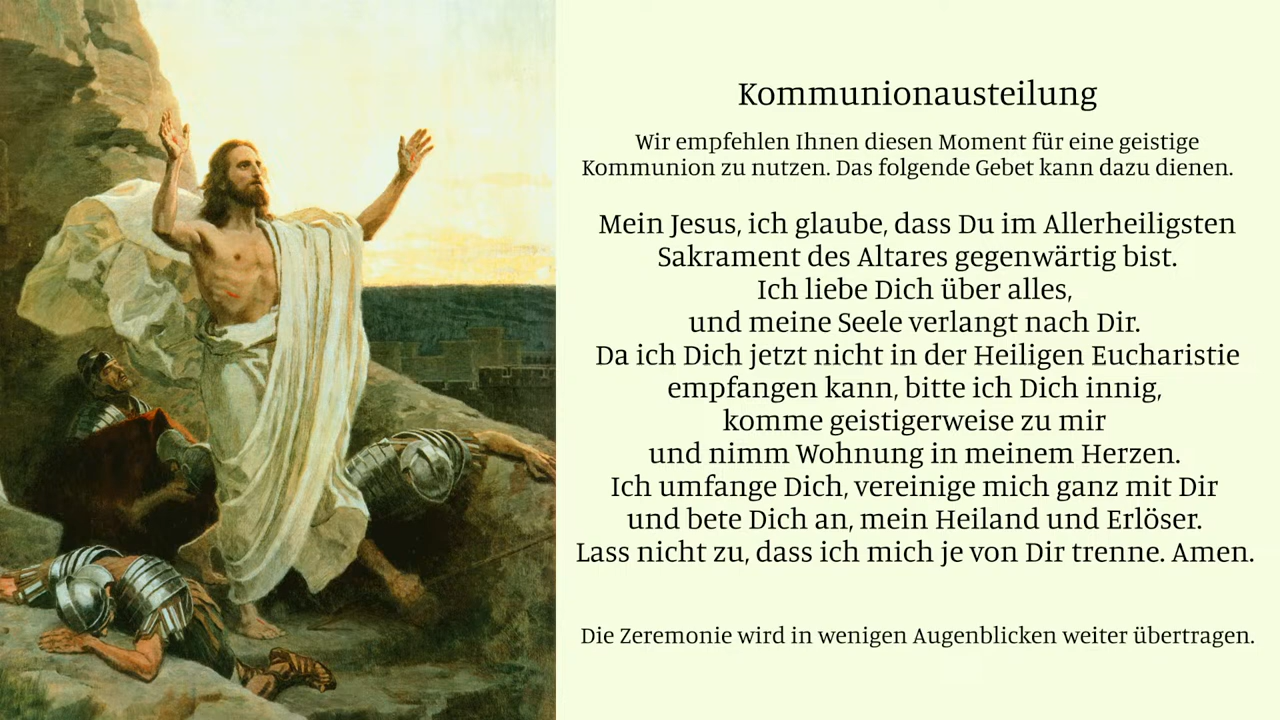 Kommunionausteilung
Wir empfehlen Ihnen diesen Moment für eine geistige
Kommunion zu nutzen. Das folgende Gebet kann dazu dienen.
Mein Jesus, ich glaube, dass Du im Allerheiligsten
Sakrament des Altares gegenwärtig bist.
Ich liebe Dich über alles,
und meine Seele verlangt nach Dir.
Da ich Dich jetzt nicht in der Heiligen Eucharistie
empfangen kann, bitte ich Dich innig,
komme geistigerweise zu mir
und nimm Wohnung in meinem Herzen.
Ich umfange Dich, vereinige mich ganz mit Dir
und bete Dich an, mein Heiland und Erlöser.
Lass nicht zu, dass ich mich je von Dir trenne. Amen.
Die Zeremonie wird in wenigen Augenblicken weiter übertragen.